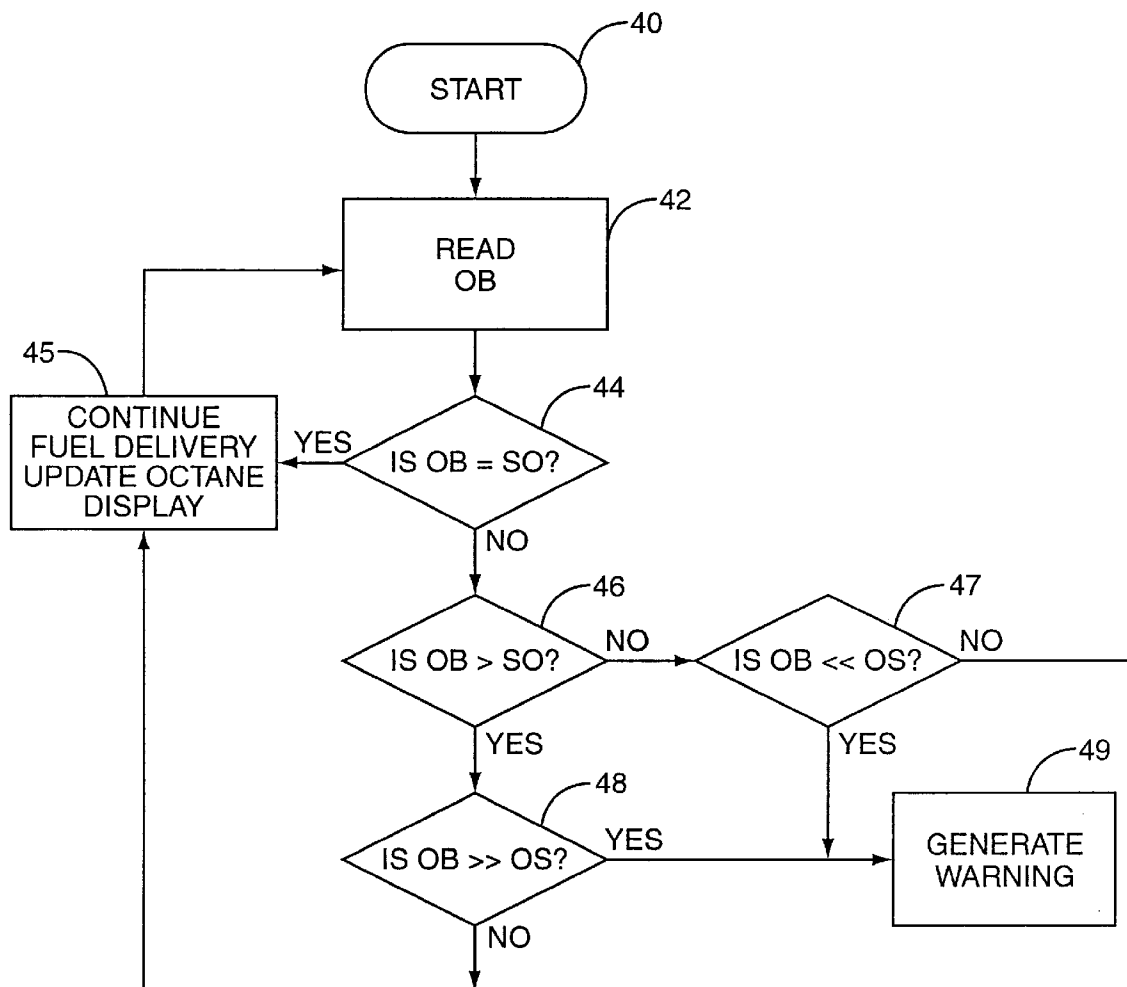 40
START
42
READ
OB
45
CONTINUE
FUEL DELIVERY
UPDATE OCTANE
DISPLAY
44
YES
IS OB = SO?
NO
46
IS OB > SO?
NO
YES
47
IS OB << OS?
NO
YES
48
IS OB >> OS?
YES
NO
49
GENERATE
WARNING